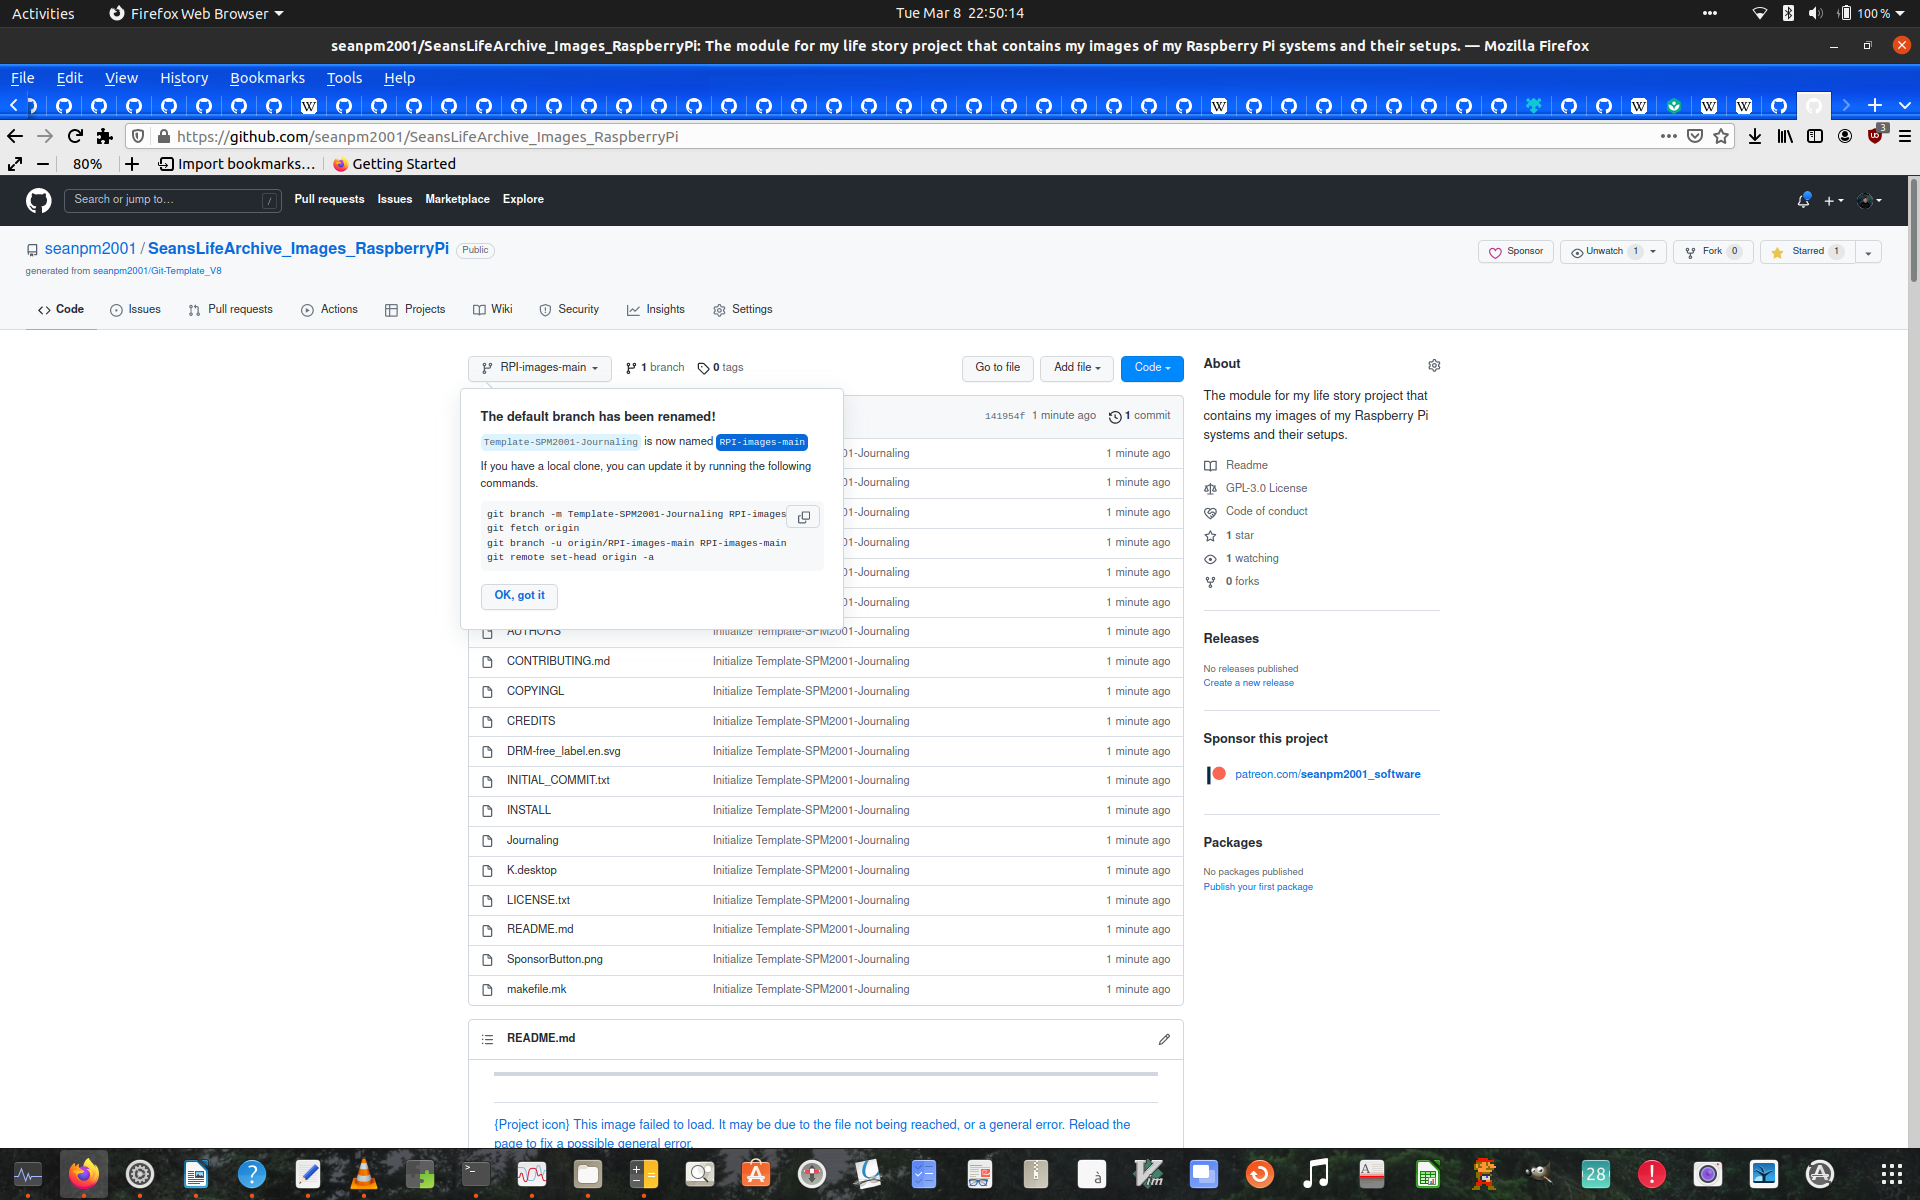 Activities
Firefox Web Browser
Tue Mar 8  22:50:14
100 %
seanpm2001/SeansLifeArchive_Images_RaspberryPi: The module for my life story project that contains my images of my Raspberry Pi systems and their setups. — Mozilla Firefox
File Edit View History Bookmarks Tools Help
https://github.com/seanpm2001/SeansLifeArchive_Images_RaspberryPi
3
80%
Import bookmarks…
Getting Started
Search or jump to…
/
Pull requests Issues Marketplace Explore
seanpm2001 / SeansLifeArchive_Images_RaspberryPi
Public
generated from seanpm2001/Git-Template_V8
Sponsor
Unwatch 1
Fork 0
Starred 1
Code Issues Pull requests Actions Projects Wiki Security Insights Settings
RPI-images-main
1 branch
0 tags
Go to file
Add file
Code
The default branch has been renamed!
Template-SPM2001-Journaling is now named RPI-images-main
If you have a local clone, you can update it by running the following
commands.
git branch -m Template-SPM2001-Journaling RPI-images
git fetch origin
git branch -u origin/RPI-images-main RPI-images-main
git remote set-head origin -a
OK, got it
141954f 1 minute ago
1 commit
01-Journaling 1 minute ago
01-Journaling 1 minute ago
01-Journaling 1 minute ago
01-Journaling 1 minute ago
01-Journaling 1 minute ago
01-Journaling 1 minute ago
AUTHORS Initialize Template-SPM2001-Journaling 1 minute ago
CONTRIBUTING.md Initialize Template-SPM2001-Journaling 1 minute ago
COPYINGL Initialize Template-SPM2001-Journaling 1 minute ago
CREDITS Initialize Template-SPM2001-Journaling 1 minute ago
DRM-free_label.en.svg Initialize Template-SPM2001-Journaling 1 minute ago
INITIAL_COMMIT.txt Initialize Template-SPM2001-Journaling 1 minute ago
INSTALL Initialize Template-SPM2001-Journaling 1 minute ago
Journaling Initialize Template-SPM2001-Journaling 1 minute ago
K.desktop Initialize Template-SPM2001-Journaling 1 minute ago
LICENSE.txt Initialize Template-SPM2001-Journaling 1 minute ago
README.md Initialize Template-SPM2001-Journaling 1 minute ago
SponsorButton.png Initialize Template-SPM2001-Journaling 1 minute ago
makefile.mk Initialize Template-SPM2001-Journaling 1 minute ago
README.md
{Project icon} This image failed to load. It may be due to the file not being reached, or a general error. Reload the
page to fix a possible general error.
About
The module for my life story project that
contains my images of my Raspberry Pi
systems and their setups.
Readme
GPL-3.0 License
Code of conduct
1 star
1 watching
0 forks
Releases
No releases published
Create a new release
Sponsor this project
patreon.com/seanpm2001_software
Packages
No packages published
Publish your first package
28